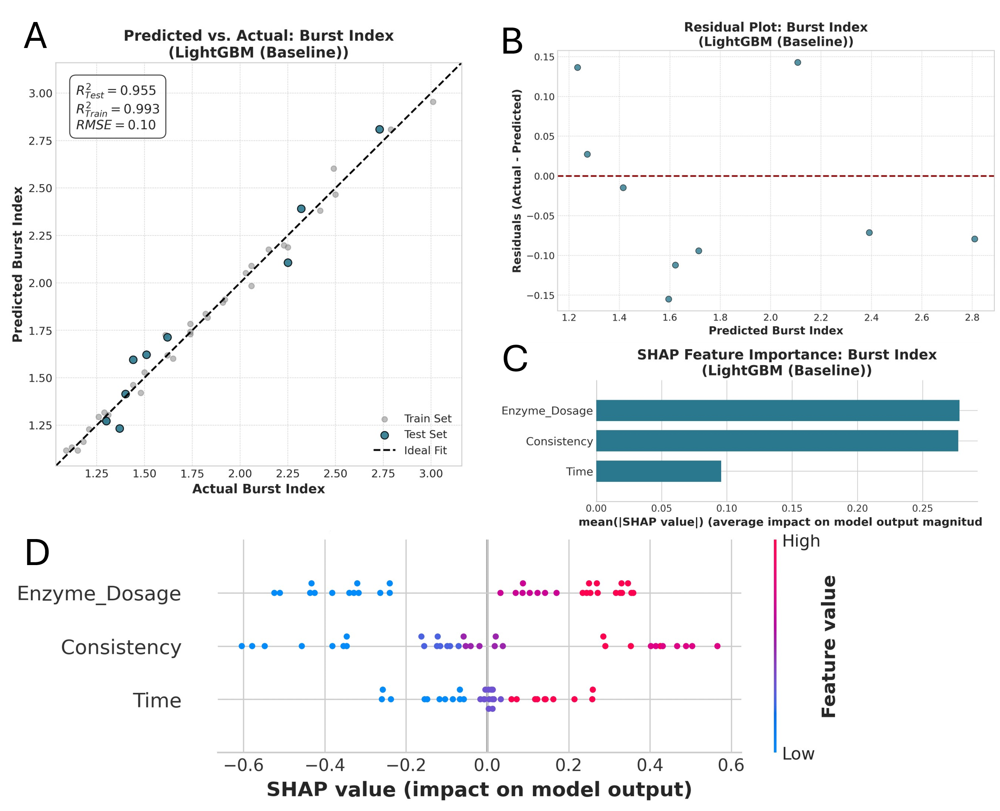 A
Predicted vs. Actual: Burst Index
(LightGBM (Baseline))
R²Test = 0.955
R²Train = 0.993
RMSE = 0.10
3.00
2.75
2.50
2.25
2.00
1.75
1.50
1.25
Predicted Burst Index
Train Set
Test Set
Ideal Fit
1.25 1.50 1.75 2.00 2.25 2.50 2.75 3.00
Actual Burst Index
B
Residual Plot: Burst Index
(LightGBM (Baseline))
0.15
0.10
0.05
0.00
−0.05
−0.10
−0.15
Residuals (Actual - Predicted)
1.2 1.4 1.6 1.8 2.0 2.2 2.4 2.6 2.8
Predicted Burst Index
C
SHAP Feature Importance: Burst Index
(LightGBM (Baseline))
Enzyme_Dosage
Consistency
Time
0.00 0.05 0.10 0.15 0.20 0.25
mean(|SHAP value|) (average impact on model output magnitud
D
Enzyme_Dosage
Consistency
Time
−0.6 −0.4 −0.2 0.0 0.2 0.4 0.6
SHAP value (impact on model output)
High
Feature value
Low